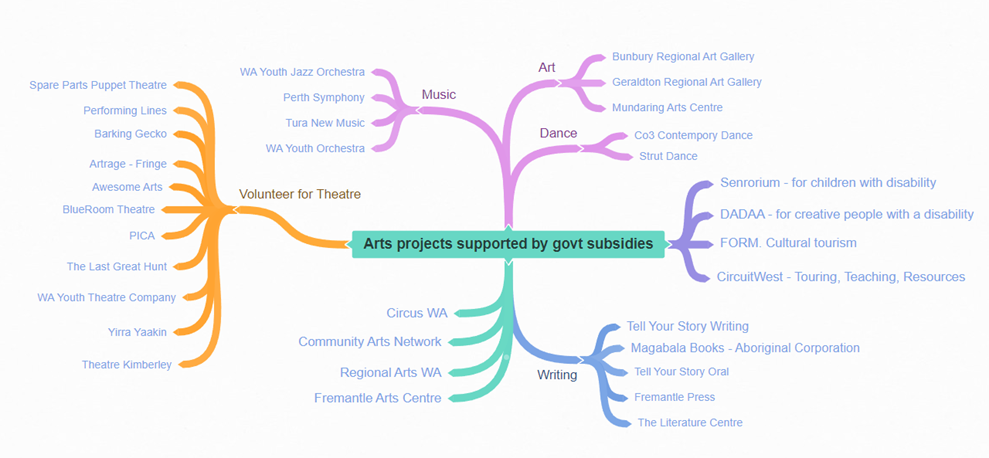 Arts projects supported by govt subsidies
Volunteer for Theatre
Spare Parts Puppet Theatre
Performing Lines
Barking Gecko
Artrage - Fringe
Awesome Arts
BlueRoom Theatre
PICA
The Last Great Hunt
WA Youth Theatre Company
Yirra Yaakin
Theatre Kimberley
Music
WA Youth Jazz Orchestra
Perth Symphony
Tura New Music
WA Youth Orchestra
Art
Bunbury Regional Art Gallery
Geraldton Regional Art Gallery
Mundaring Arts Centre
Dance
Co3 Contempory Dance
Strut Dance
Senrorium - for children with disability
DADAA - for creative people with a disability
FORM. Cultural tourism
CircuitWest - Touring, Teaching, Resources
Circus WA
Community Arts Network
Regional Arts WA
Fremantle Arts Centre
Writing
Tell Your Story Writing
Magabala Books - Aboriginal Corporation
Tell Your Story Oral
Fremantle Press
The Literature Centre